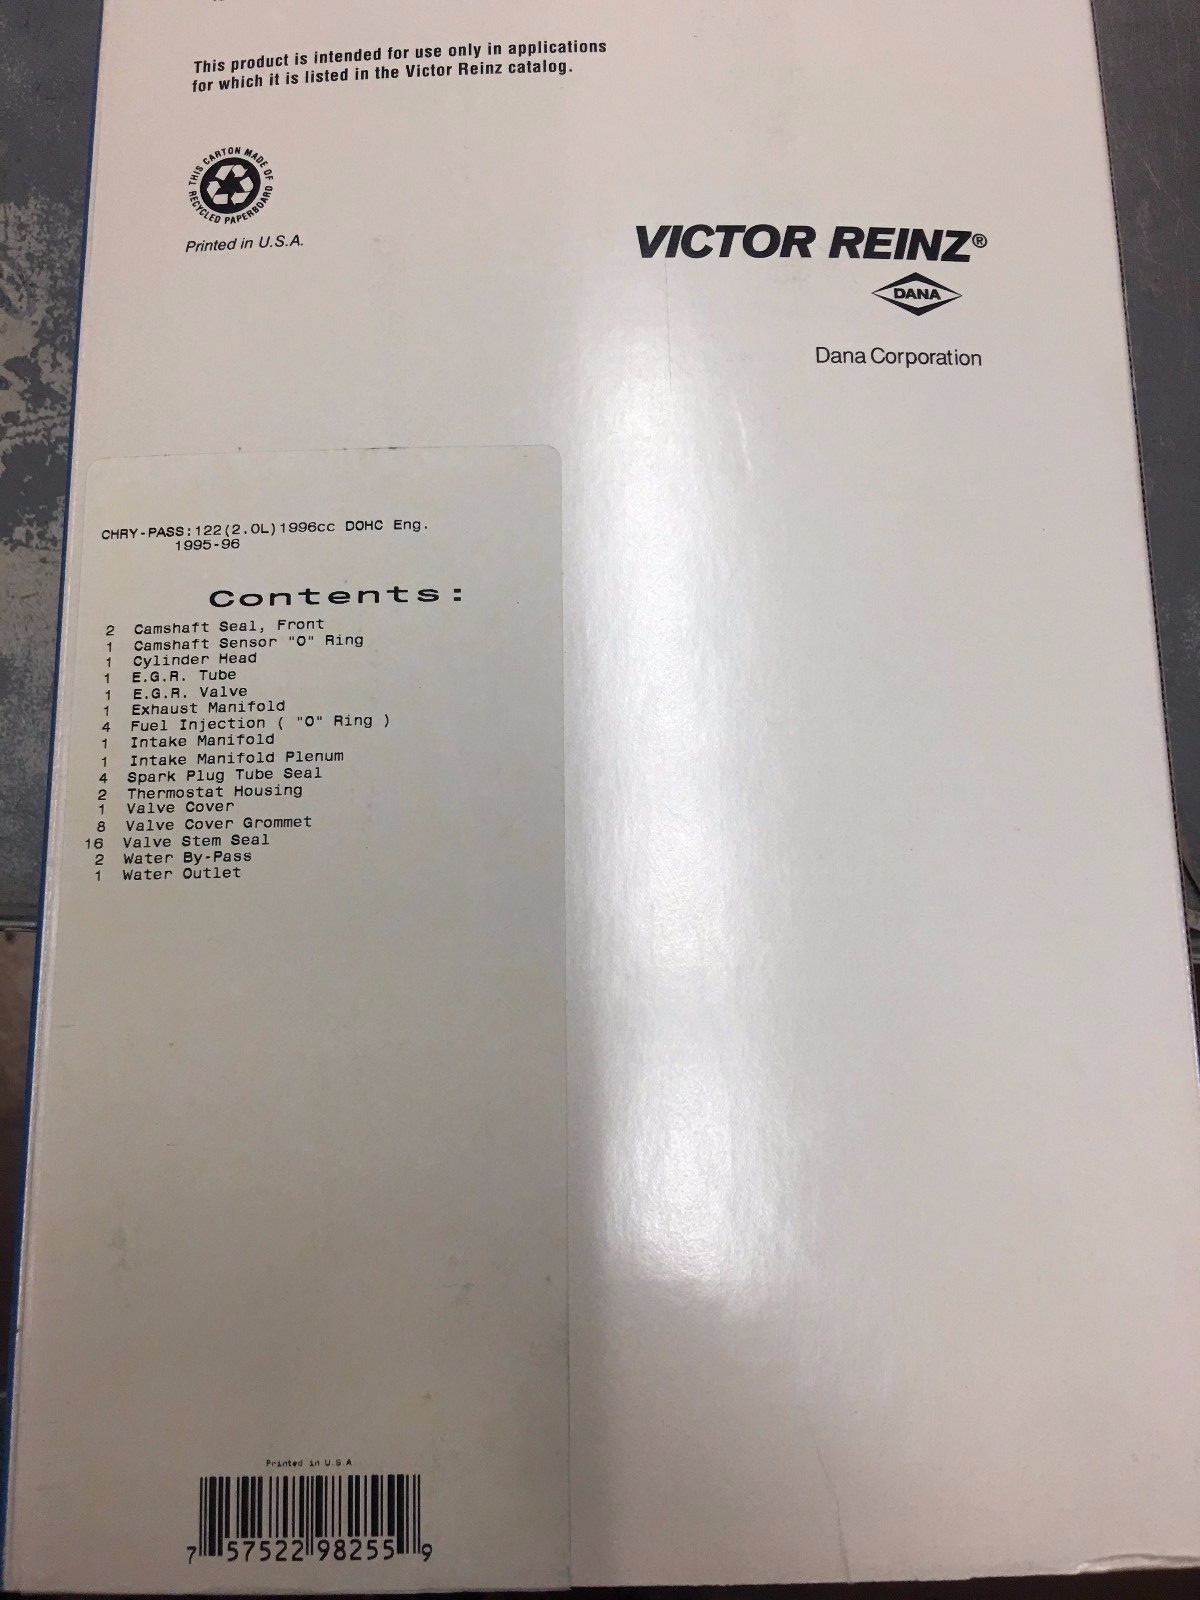 This product is intended for use only in applications
for which it is listed in the Victor Reinz catalog.
THIS CARTON MADE OF
RECYCLED PAPERBOARD
Printed in U.S.A.
VICTOR REINZ®
DANA
Dana Corporation
CHRY-PASS:122(2.0L)1996cc DOHC Eng.
1995-96
Contents:
2 Camshaft Seal, Front
1 Camshaft Sensor "O" Ring
1 Cylinder Head
1 E.G.R. Tube
1 E.G.R. Valve
1 Exhaust Manifold
4 Fuel Injection ( "O" Ring )
1 Intake Manifold
1 Intake Manifold Plenum
4 Spark Plug Tube Seal
2 Thermostat Housing
1 Valve Cover
8 Valve Cover Grommet
16 Valve Stem Seal
2 Water By-Pass
1 Water Outlet
Printed in U.S.A
7 57522 98255 9